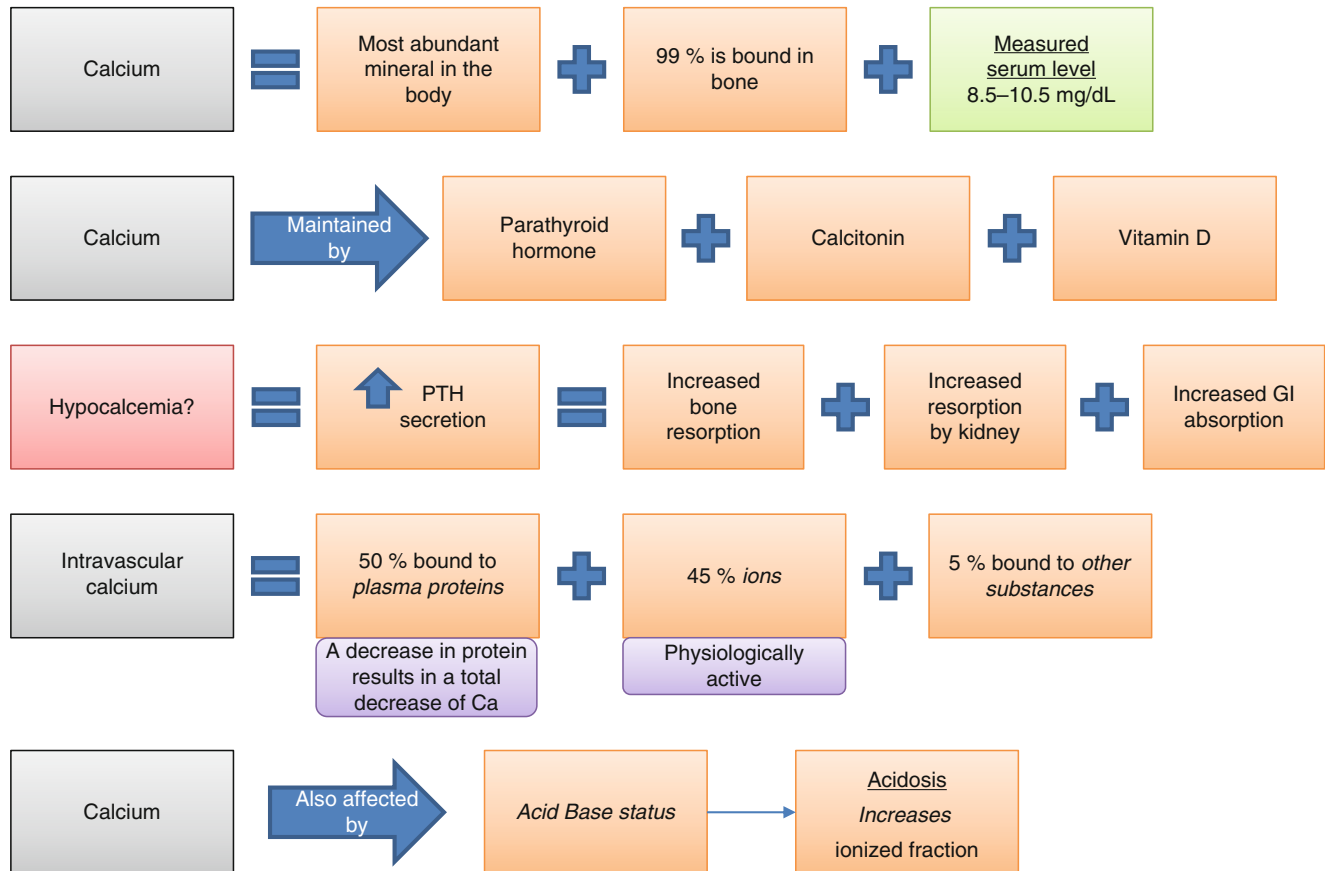 Calcium
Most abundant
mineral in the
body
99 % is bound in
bone
Measured
serum level
8.5–10.5 mg/dL
Calcium
Maintained
by
Parathyroid
hormone
Calcitonin
Vitamin D
Hypocalcemia?
PTH
secretion
Increased
bone
resorption
Increased
resorption
by kidney
Increased GI
absorption
Intravascular
calcium
50 % bound to
plasma proteins
45 % ions
5 % bound to other
substances
A decrease in protein
results in a total
decrease of Ca
Physiologically
active
Calcium
Also affected
by
Acid Base status
Acidosis
Increases
ionized fraction